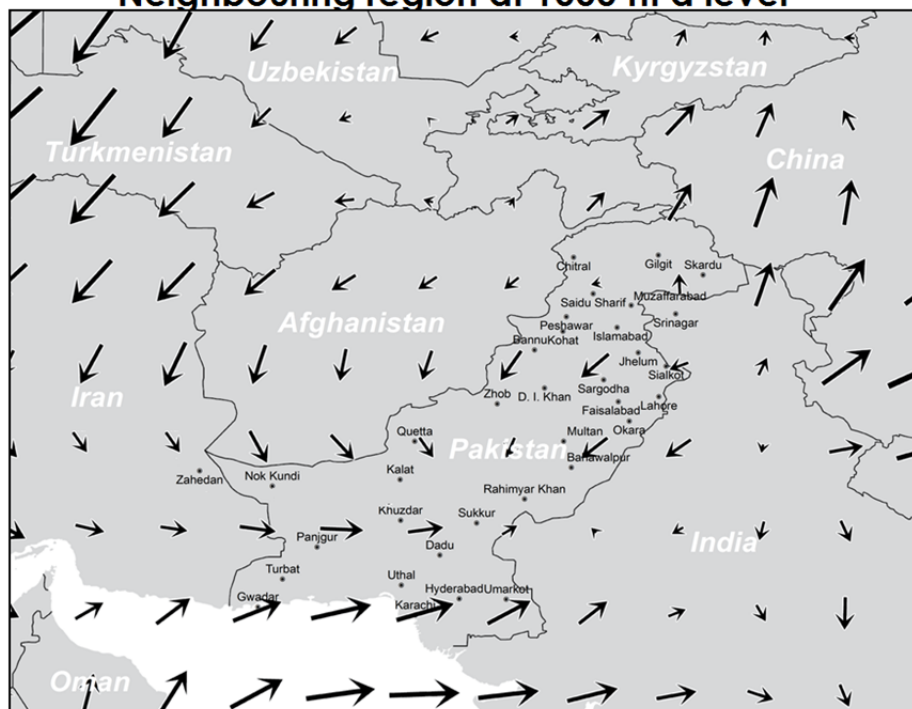 Neighbouring region at 1000 hPa level
Uzbekistan
Kyrgyzstan
Turkmenistan
China
Chitral
Gilgit
Skardu
Saidu Sharif
Muzaffarabad
Afghanistan
Peshawar
Srinagar
Islamabad
Bannu
Kohat
Jhelum
Sialkot
Iran
Zhob
D. I. Khan
Sargodha
Faisalabad
Lahore
Okara
Quetta
Multan
Pakistan
Bahawalpur
Zahedan
Nok Kundi
Kalat
Rahimyar Khan
Khuzdar
Sukkur
Panjgur
Dadu
India
Turbat
Uthal
Gwadar
Hyderabad
Umarkot
Karachi
Oman